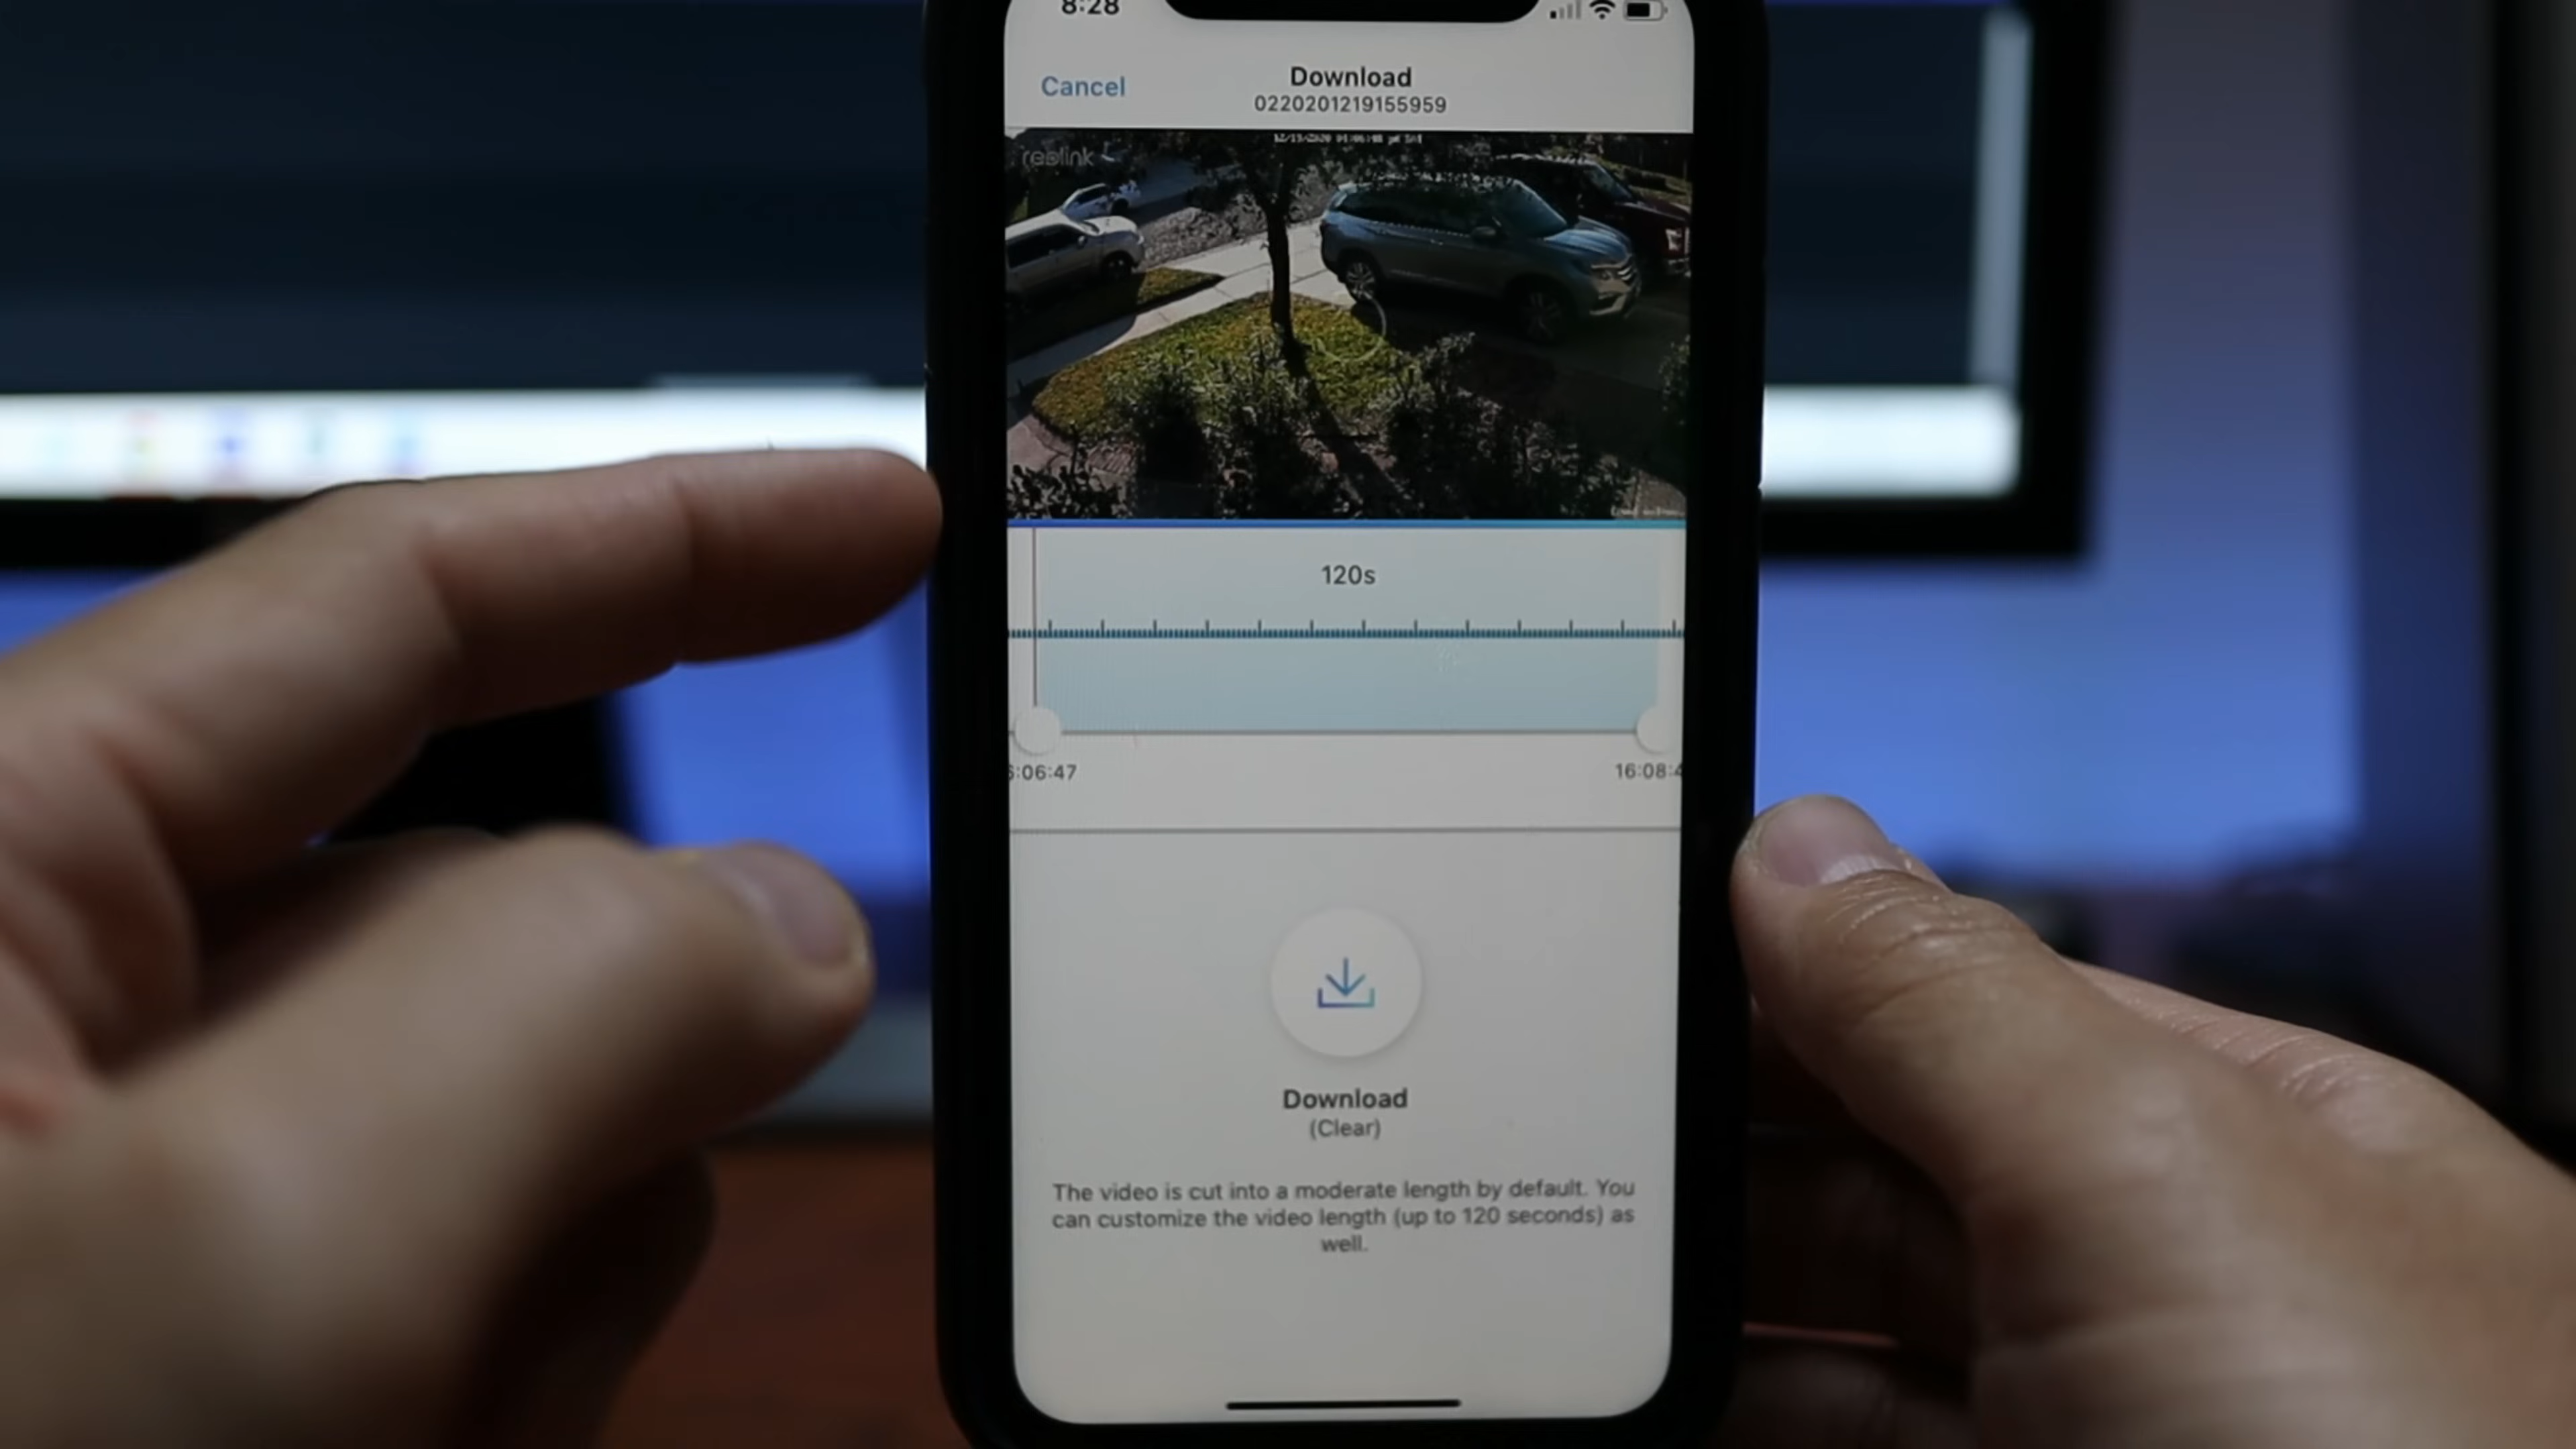 8:28
Cancel
Download
0220201219155959
reolink
120s
6:06:47
16:08:4
Download
(Clear)
The video is cut into a moderate length by default. You
can customize the video length (up to 120 seconds) as
well.